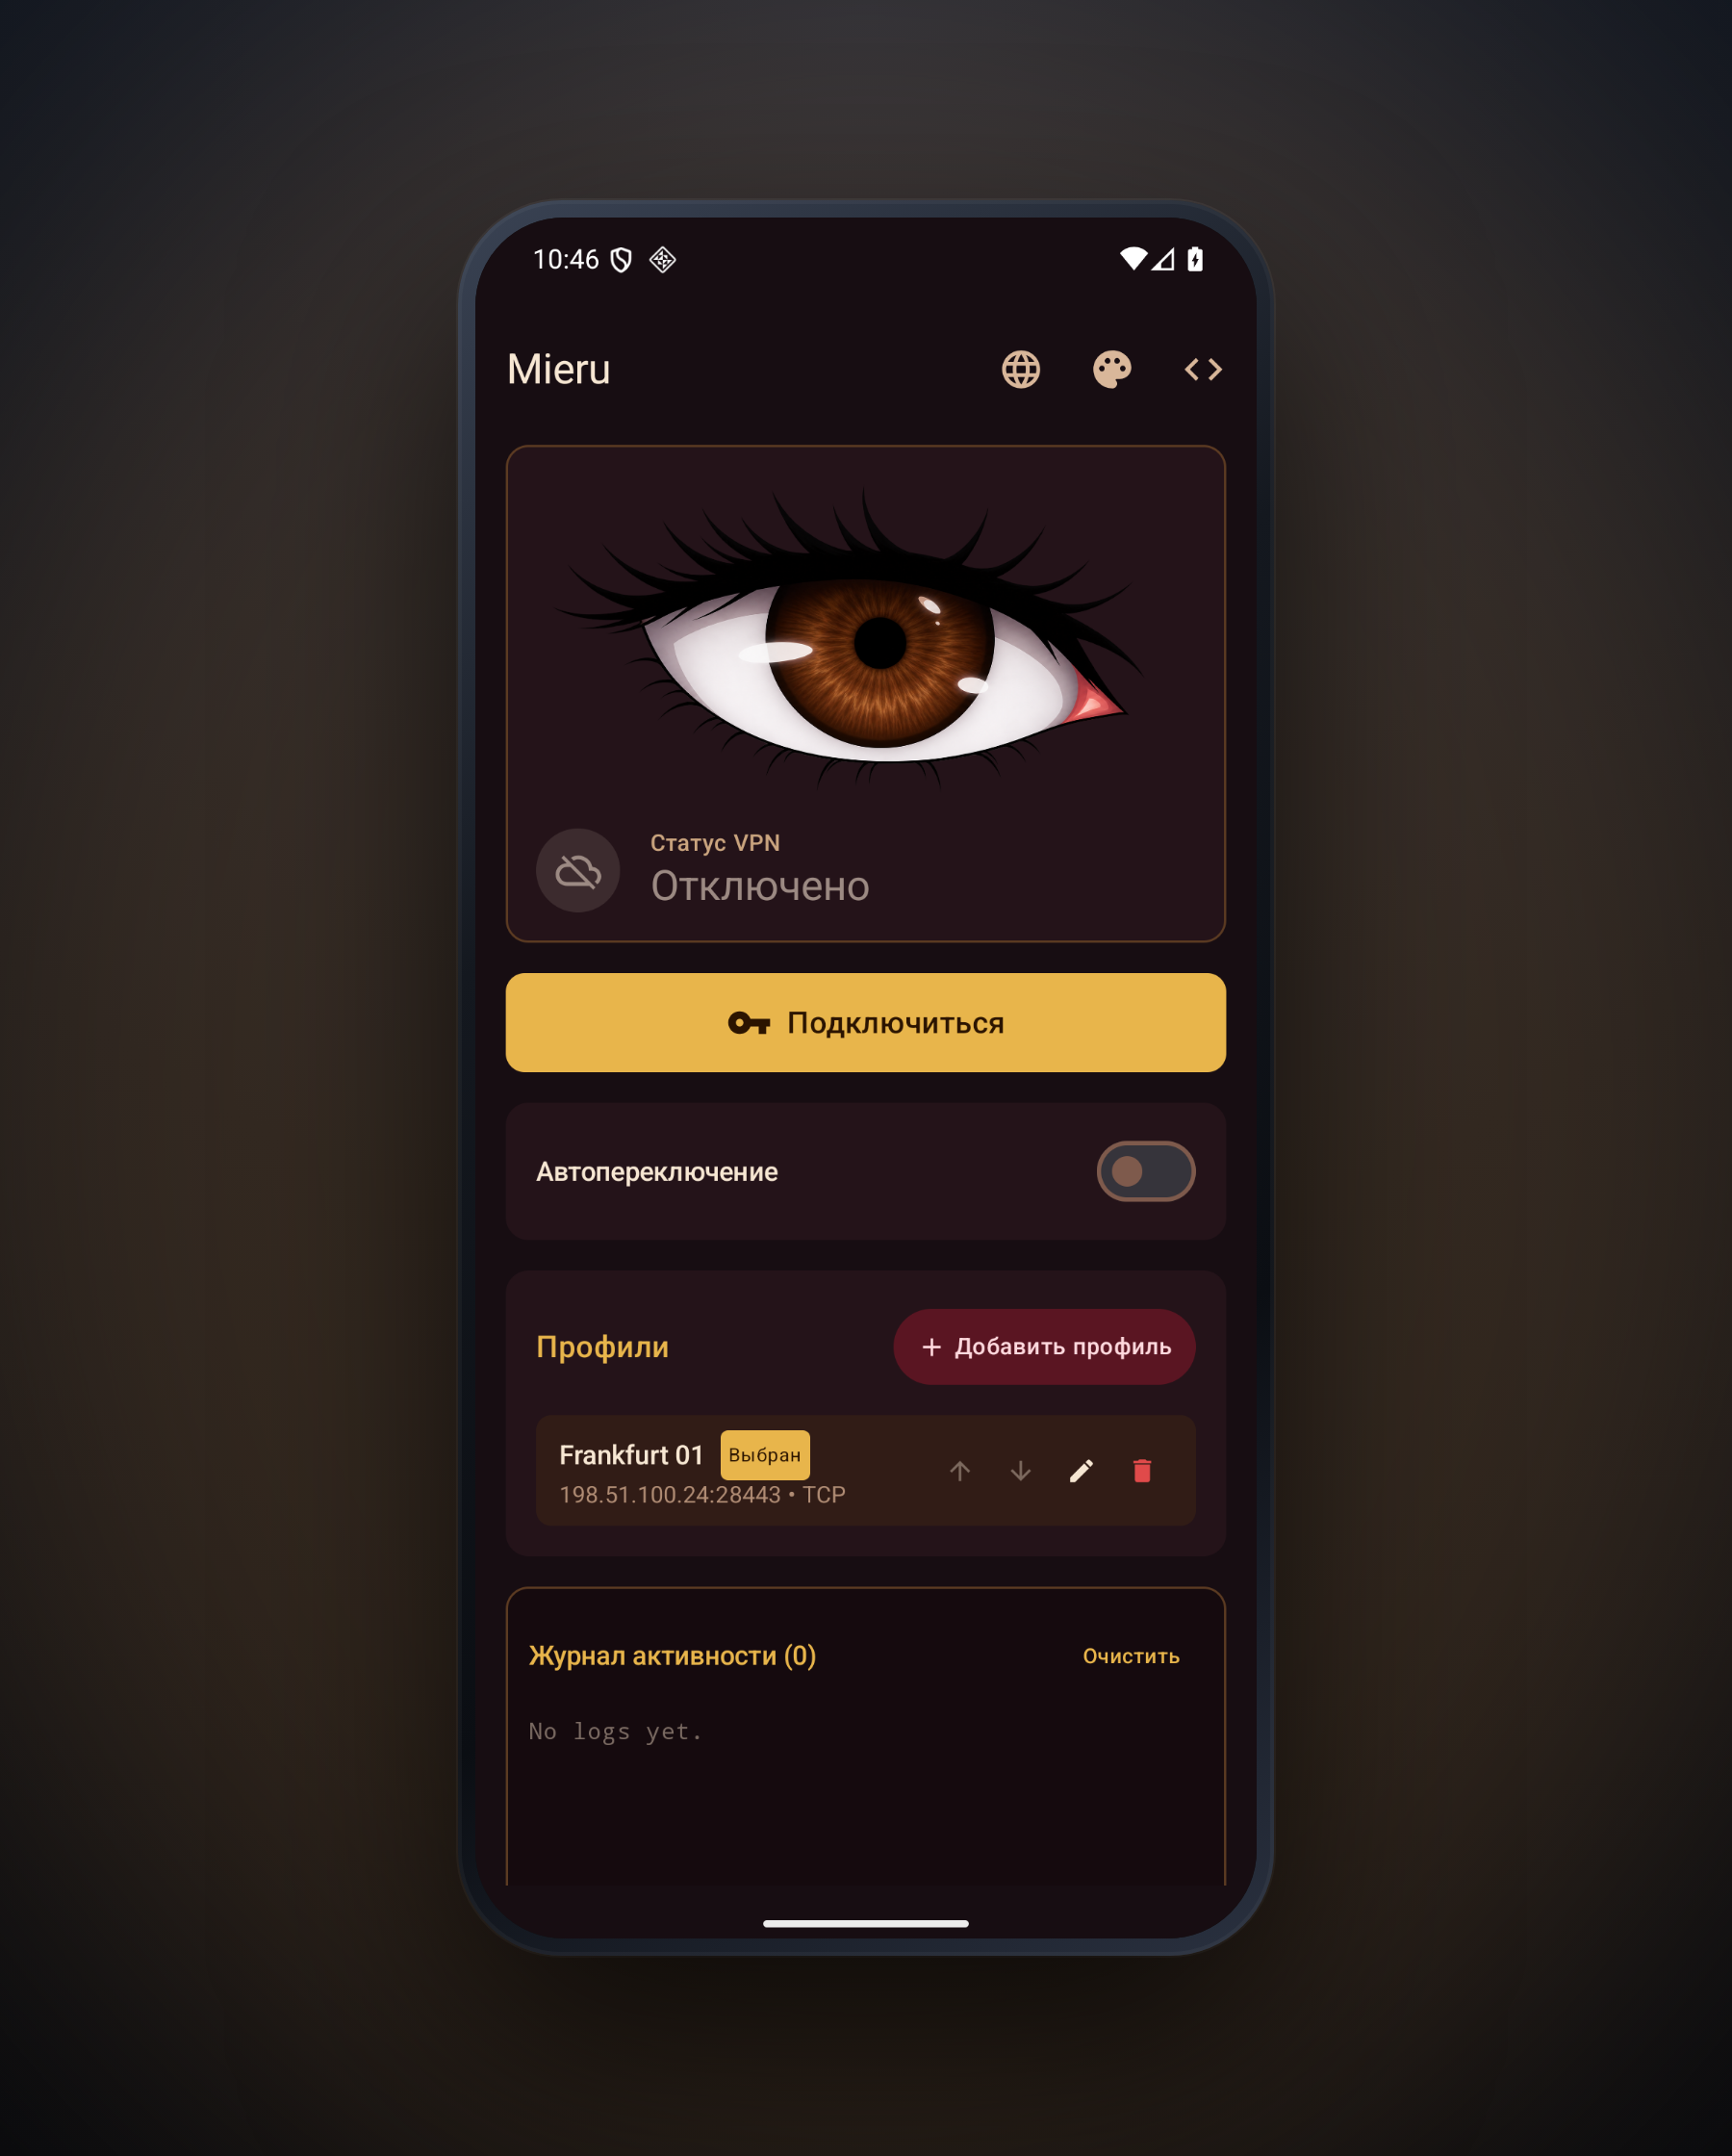 10:46
Mieru
Статус VPN
Отключено
Подключиться
Автопереключение
Профили
Добавить профиль
Frankfurt 01 Выбран
198.51.100.24:28443 • TCP
Журнал активности (0)
Очистить
No logs yet.